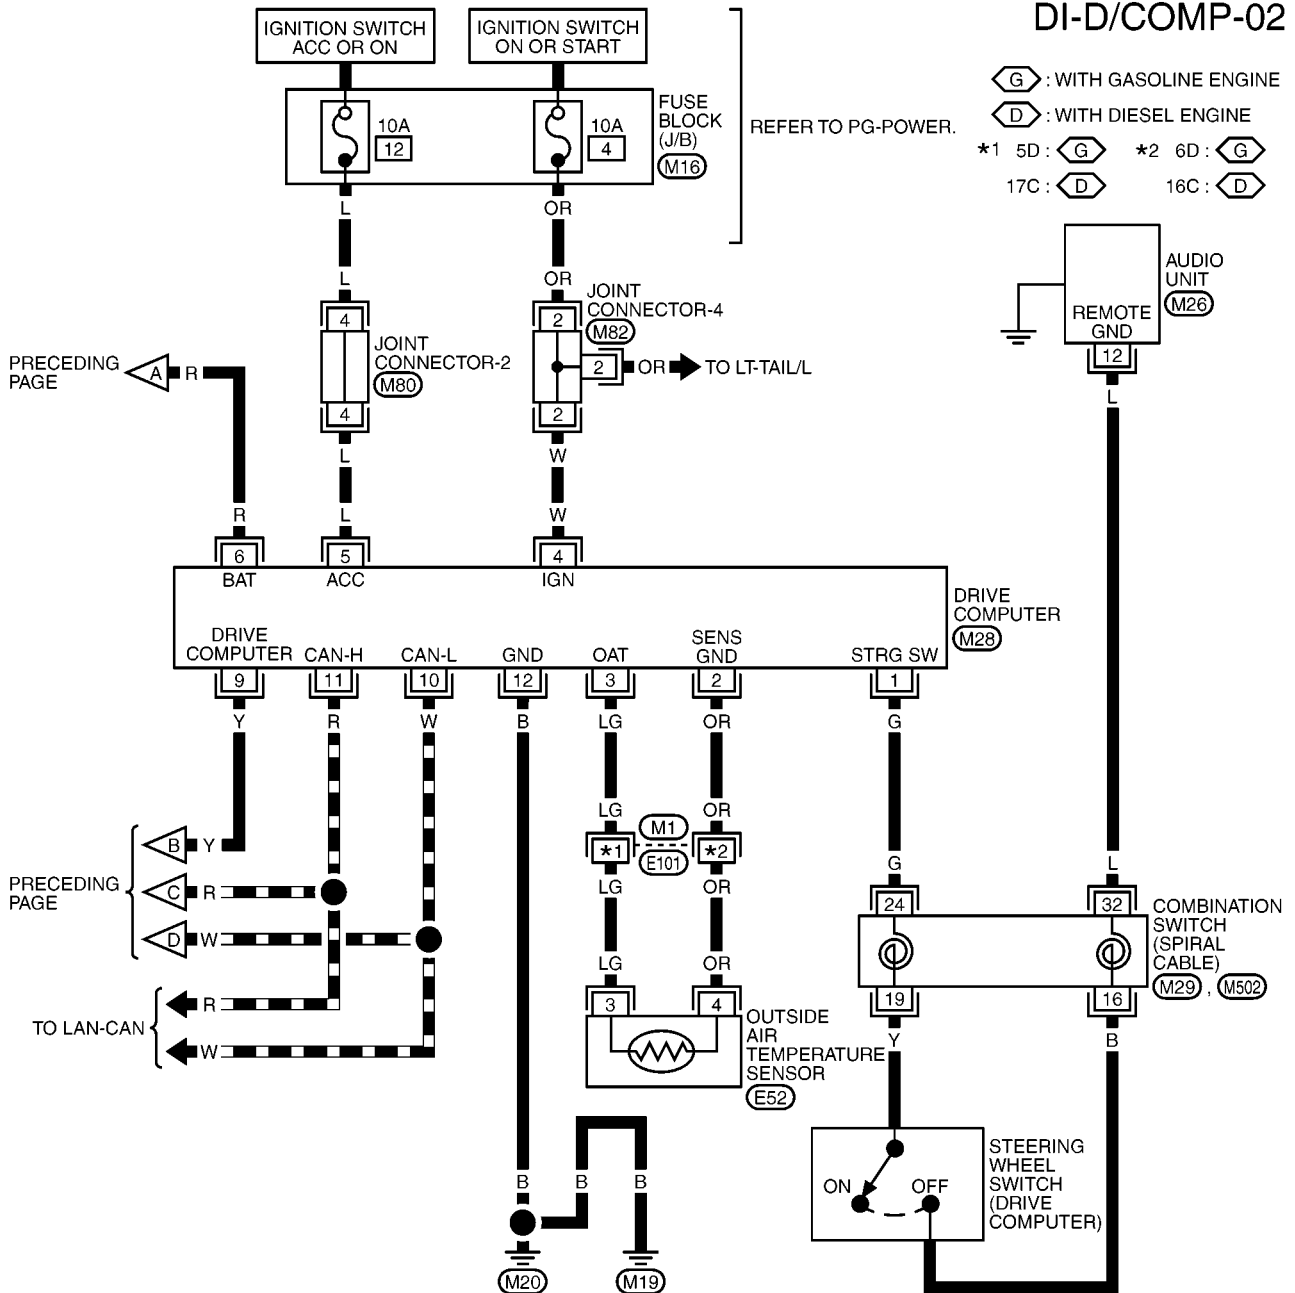 DI-D/COMP-02
IGNITION SWITCH
ACC OR ON
IGNITION SWITCH
ON OR START
G : WITH GASOLINE ENGINE
D : WITH DIESEL ENGINE
*1 5D : G *2 6D : G
17C : D 16C : D
10A
12
10A
4
FUSE
BLOCK
(J/B)
M16
REFER TO PG-POWER.
L
OR
L
OR
AUDIO
UNIT
M26
REMOTE
GND
12
L
4
JOINT
CONNECTOR-2
M80
4
2
JOINT
CONNECTOR-4
M82
2 OR TO LT-TAIL/L
2
PRECEDING
PAGE
A R
L
W
R
L
W
6
5
4
BAT
ACC
IGN
DRIVE
COMPUTER
M28
DRIVE
COMPUTER
CAN-H
CAN-L
GND
OAT
SENS
GND
STRG SW
9
11
10
12
3
2
1
Y
R
W
B
LG
OR
G
LG
OR
M1
*1
*2
E101
LG
OR
PRECEDING
PAGE
B Y
C R
D W
TO LAN-CAN
R
W
G
L
24
32
COMBINATION
SWITCH
(SPIRAL
CABLE)
M29 , M502
19
16
Y
B
LG
OR
3
4
OUTSIDE
AIR
TEMPERATURE
SENSOR
E52
B
B
B
M20
M19
ON
OFF
STEERING
WHEEL
SWITCH
(DRIVE
COMPUTER)